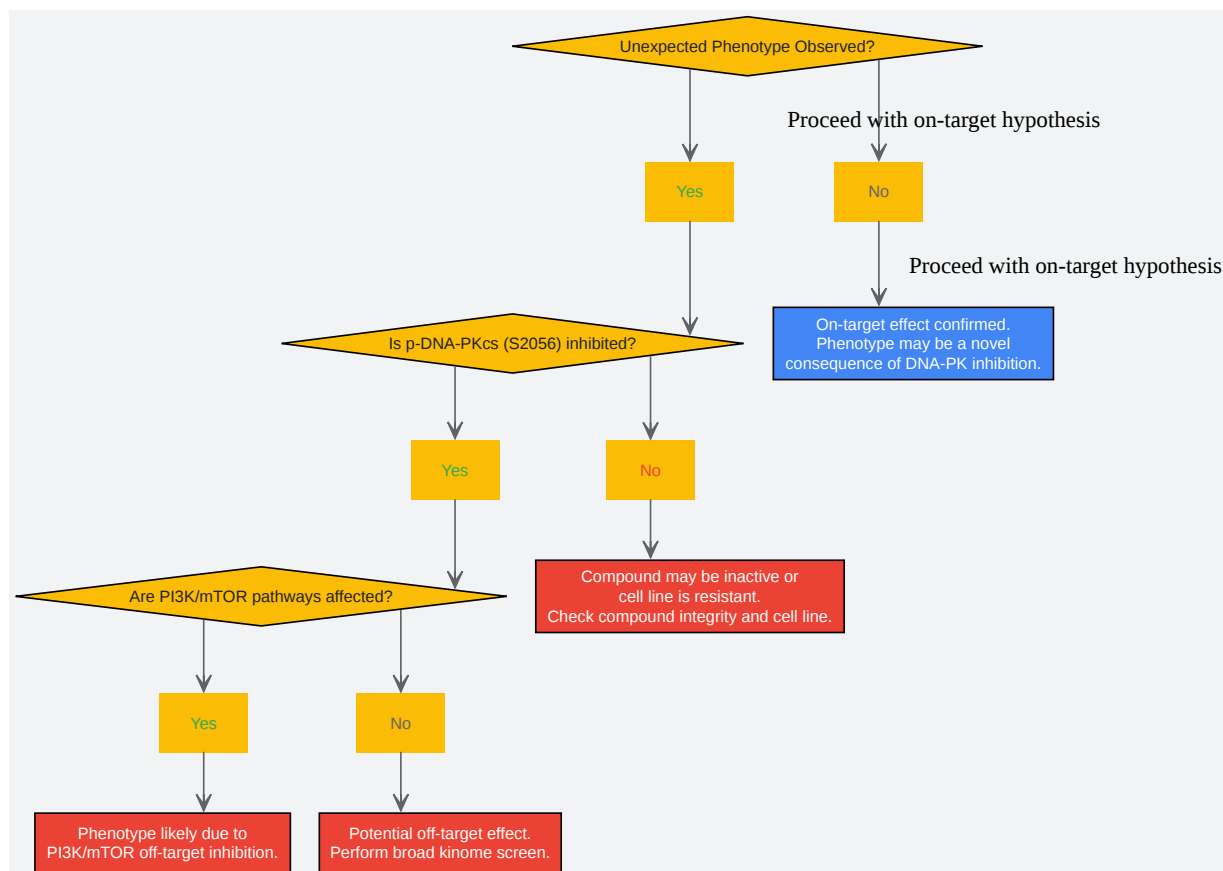 Unexpected Phenotype Observed?
Proceed with on-target hypothesis
Yes
No
Proceed with on-target hypothesis
On-target effect confirmed.
Phenotype may be a novel
consequence of DNA-PK inhibition.
Is p-DNA-PKcs (S2056) inhibited?
Yes
No
Compound may be inactive or
cell line is resistant.
Check compound integrity and cell line.
Are PI3K/mTOR pathways affected?
Yes
No
Phenotype likely due to
PI3K/mTOR off-target inhibition.
Potential off-target effect.
Perform broad kinome screen.